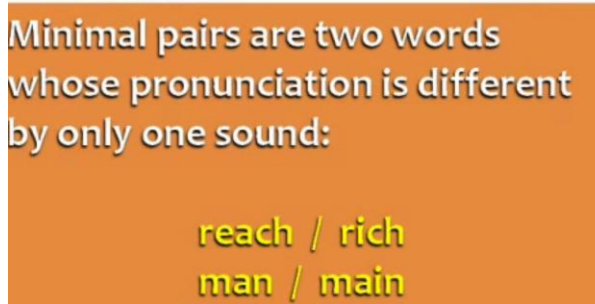 Minimal pairs are two words
whose pronunciation is different
by only one sound:
reach / rich
man / main